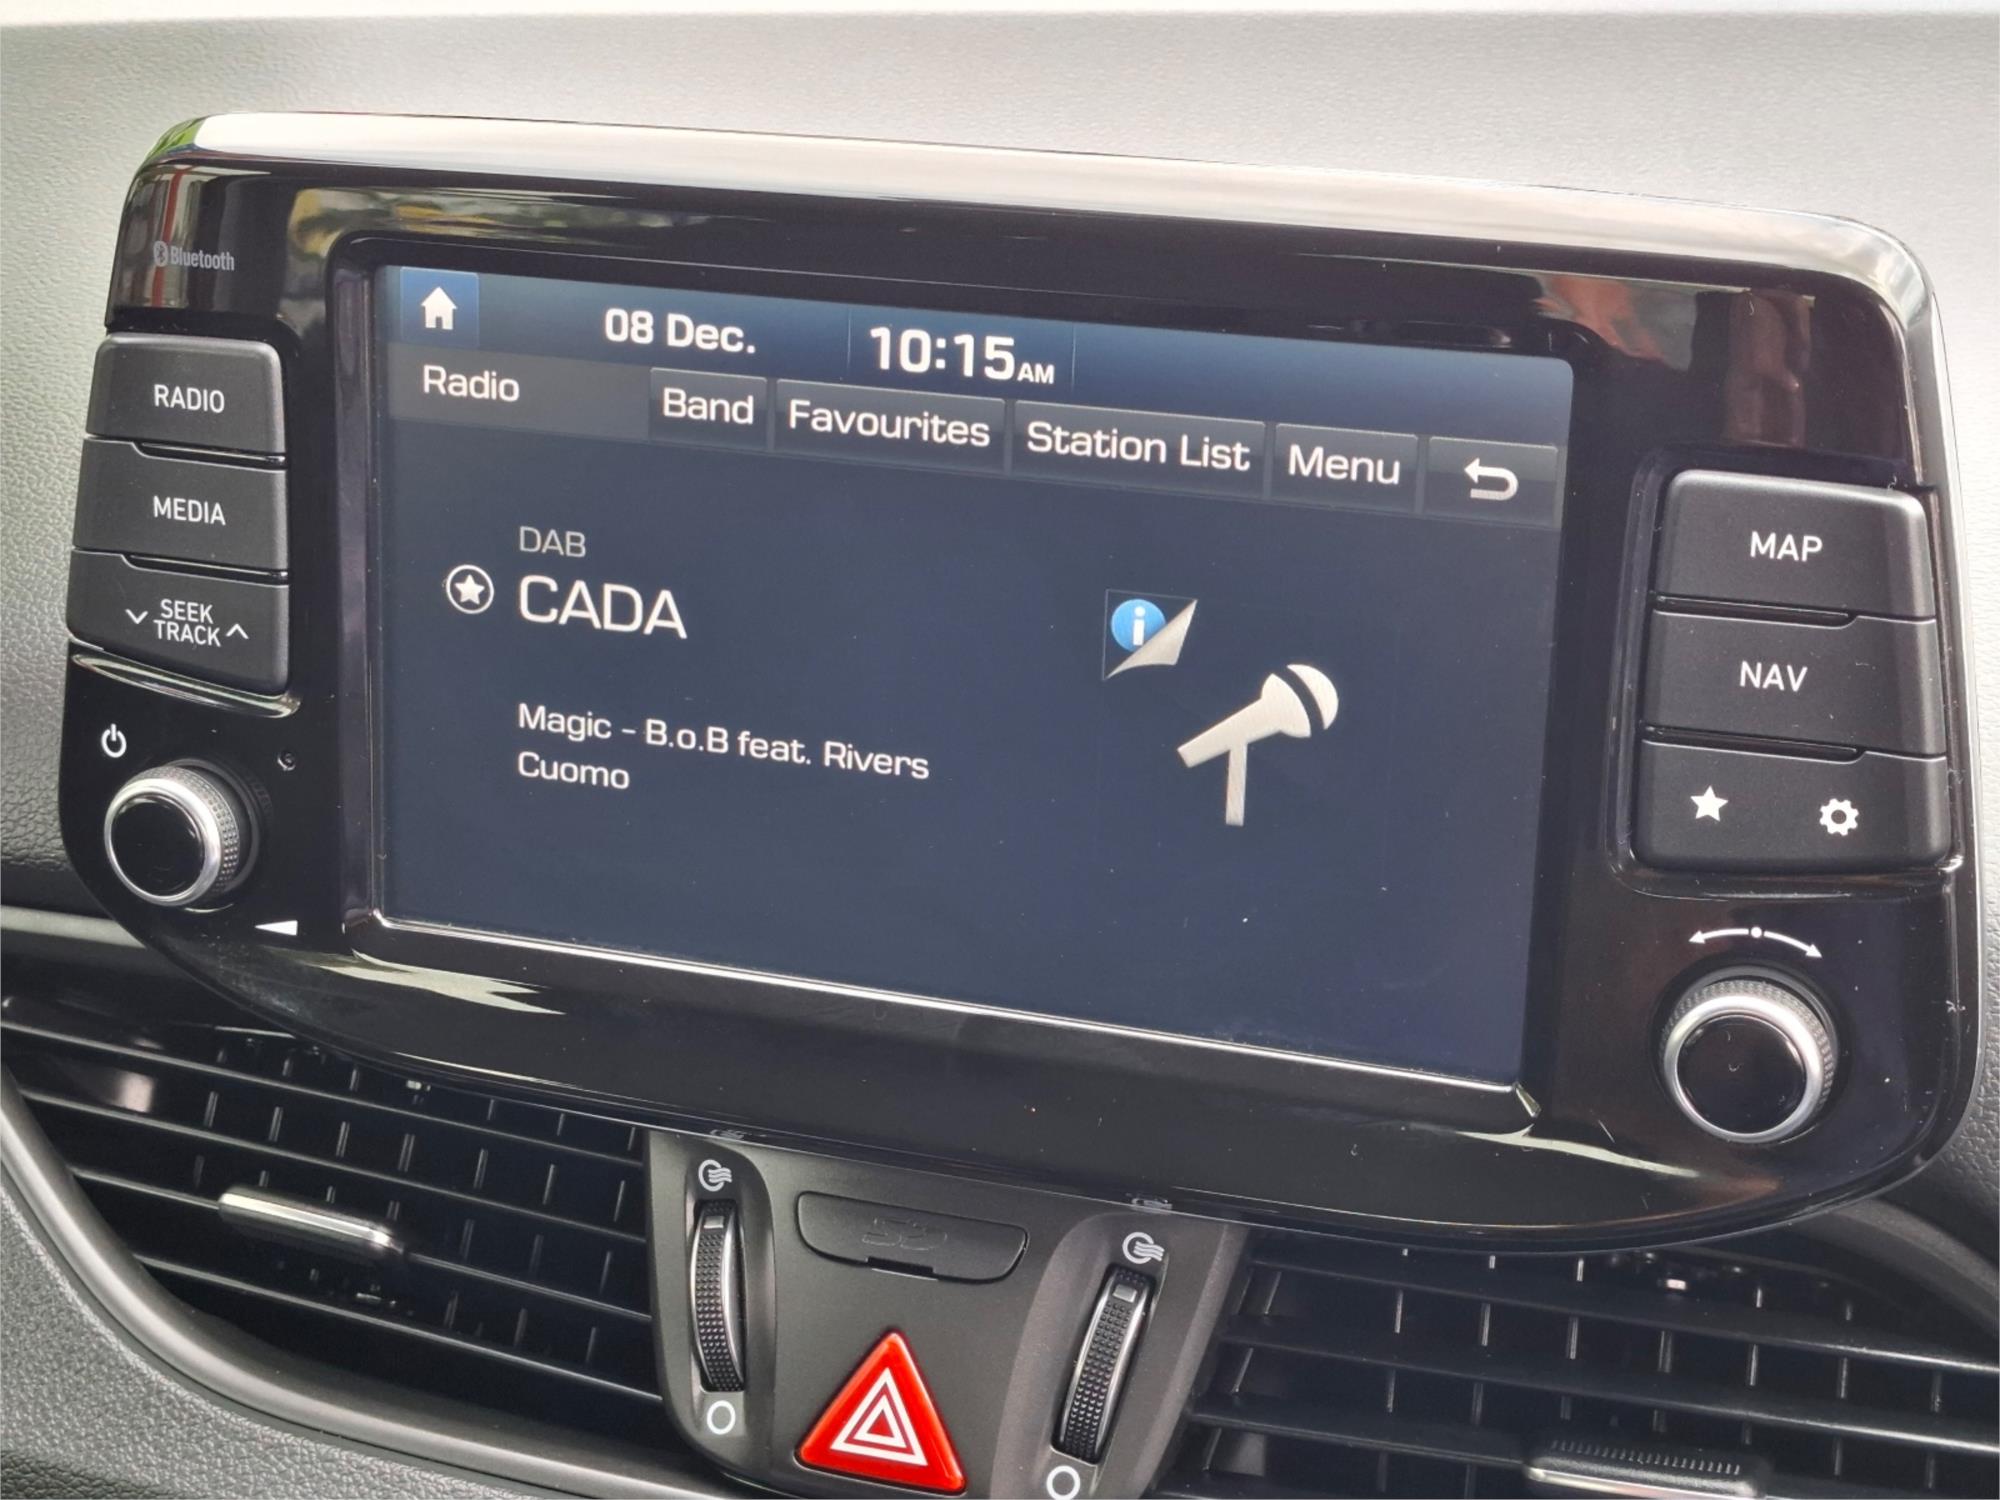 Bluetooth
08 Dec.
10:15AM
Radio
Band
Favourites
Station List
Menu
DAB
CADA
Magic - B.o.B feat. Rivers
Cuomo
RADIO
MEDIA
SEEK
TRACK
MAP
NAV